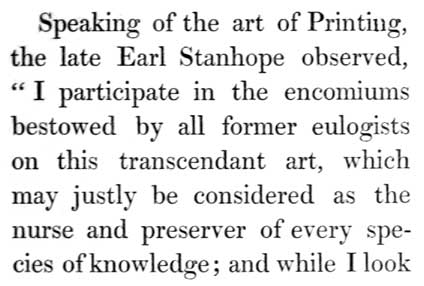 Speaking of the art of Printing,
the late Earl Stanhope observed,
“ I participate in the encomiums
bestowed by all former eulogists
on this transcendant art, which
may justly be considered as the
nurse and preserver of every spe-
cies of knowledge; and while I look